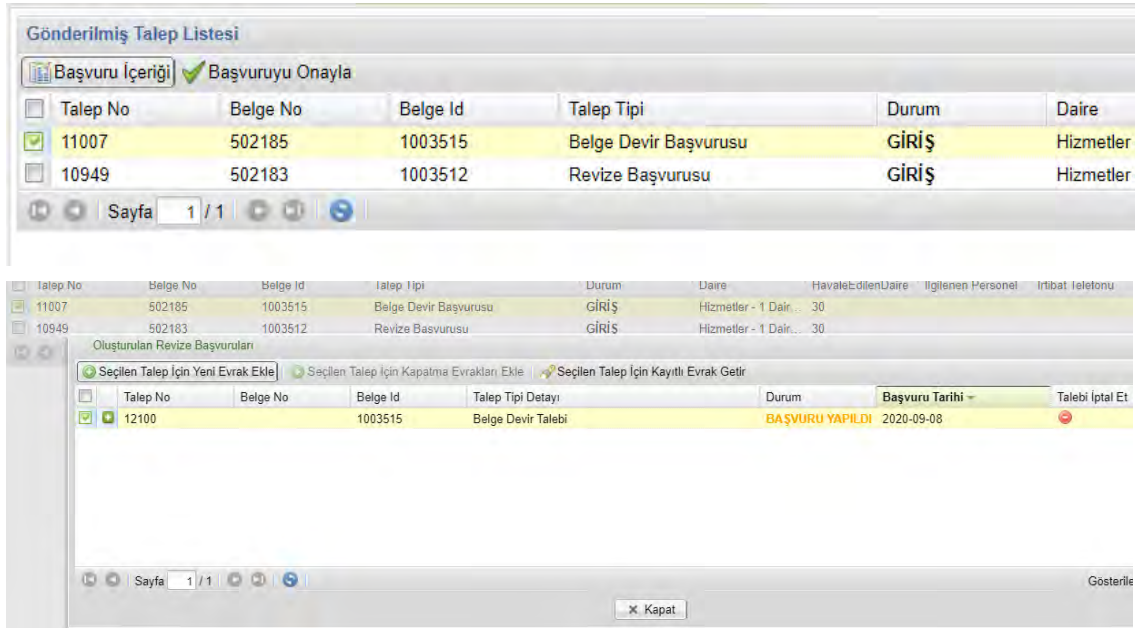 Gönderilmiş Talep Listesi
Başvuru İçeriği Başvuruyu Onayla
Talep No Belge No Belge Id Talep Tipi Durum Daire
11007 502185 1003515 Belge Devir Başvurusu GİRİŞ Hizmetler
10949 502183 1003512 Revize Başvurusu GİRİŞ Hizmetler
Sayfa 1 / 1
Talep No Belge No Belge Id Talep Tipi Durum Daire HavaleEdilenDaire İlgilenen Personel İrtibat Telefonu
11007 502185 1003515 Belge Devir Başvurusu GİRİŞ Hizmetler - 1 Dair... 30
10949 502183 1003512 Revize Başvurusu GİRİŞ Hizmetler - 1 Dair... 30
Oluşturulan Revize Başvuruları
Seçilen Talep İçin Yeni Evrak Ekle Seçilen Talep İçin Kapatma Evrakları Ekle Seçilen Talep İçin Kayıtlı Evrak Getir
Talep No Belge No Belge Id Talep Tipi Detayı Durum Başvuru Tarihi Talebi İptal Et
12100 1003515 Belge Devir Talebi BAŞVURU YAPILDI 2020-09-08
Sayfa 1 / 1 Gösterile
Kapat